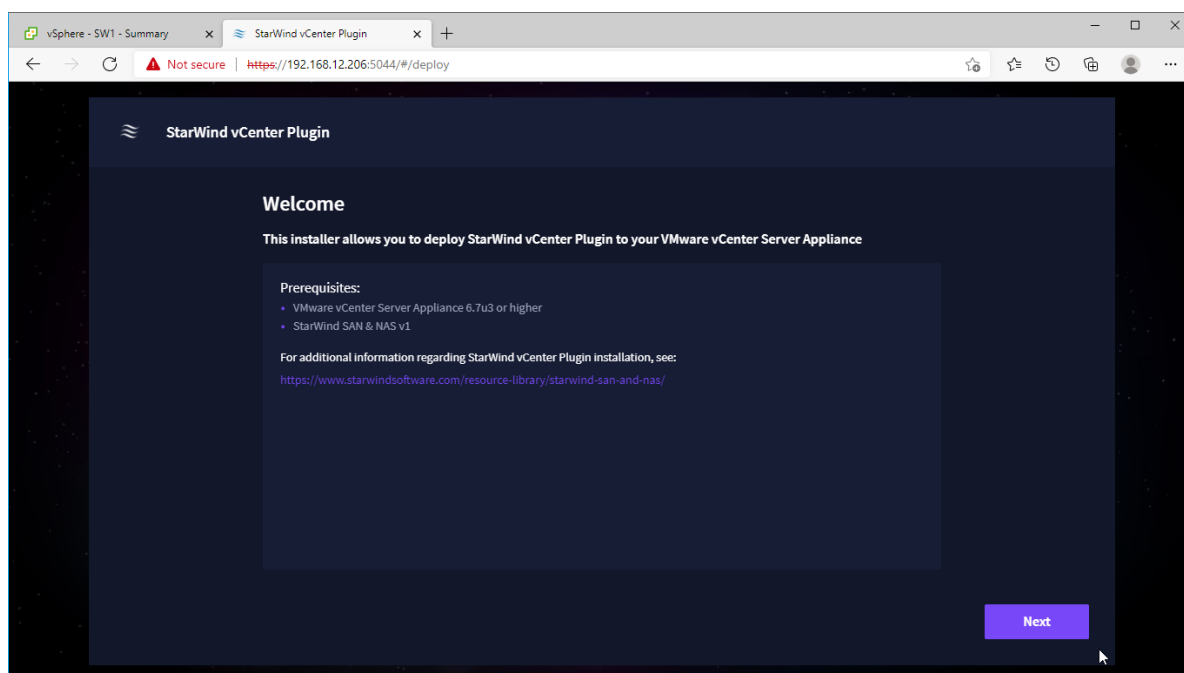 vSphere - SW1 - Summary
StarWind vCenter Plugin
Not secure | https://192.168.12.206:5044/#/deploy
StarWind vCenter Plugin
Welcome
This installer allows you to deploy StarWind vCenter Plugin to your VMware vCenter Server Appliance
Prerequisites:
• VMware vCenter Server Appliance 6.7u3 or higher
• StarWind SAN & NAS v1
For additional information regarding StarWind vCenter Plugin installation, see:
https://www.starwindsoftware.com/resource-library/starwind-san-and-nas/
Next